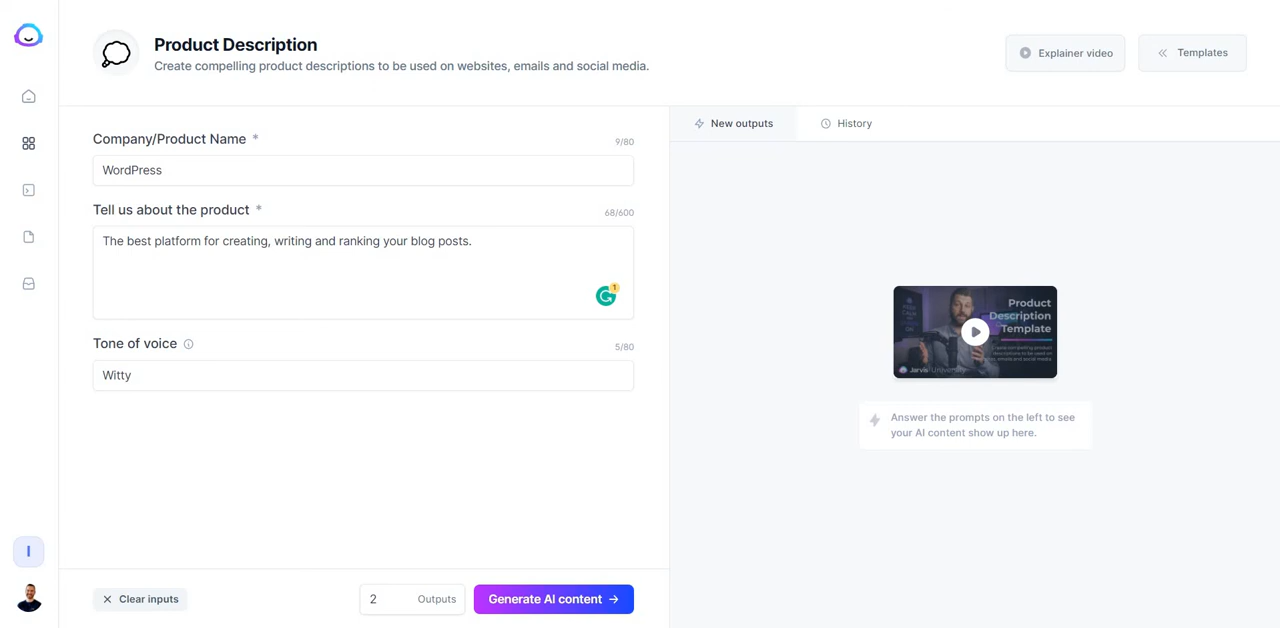 Product Description
Create compelling product descriptions to be used on websites, emails and social media.
Explainer video
Templates
Company/Product Name *
9/80
WordPress
Tell us about the product *
68/600
The best platform for creating, writing and ranking your blog posts.
1
Tone of voice
5/80
Witty
Clear inputs
2 Outputs
Generate AI content
New outputs
History
Product
Description
Template
Jarvis University
Answer the prompts on the left to see
your AI content show up here.
I